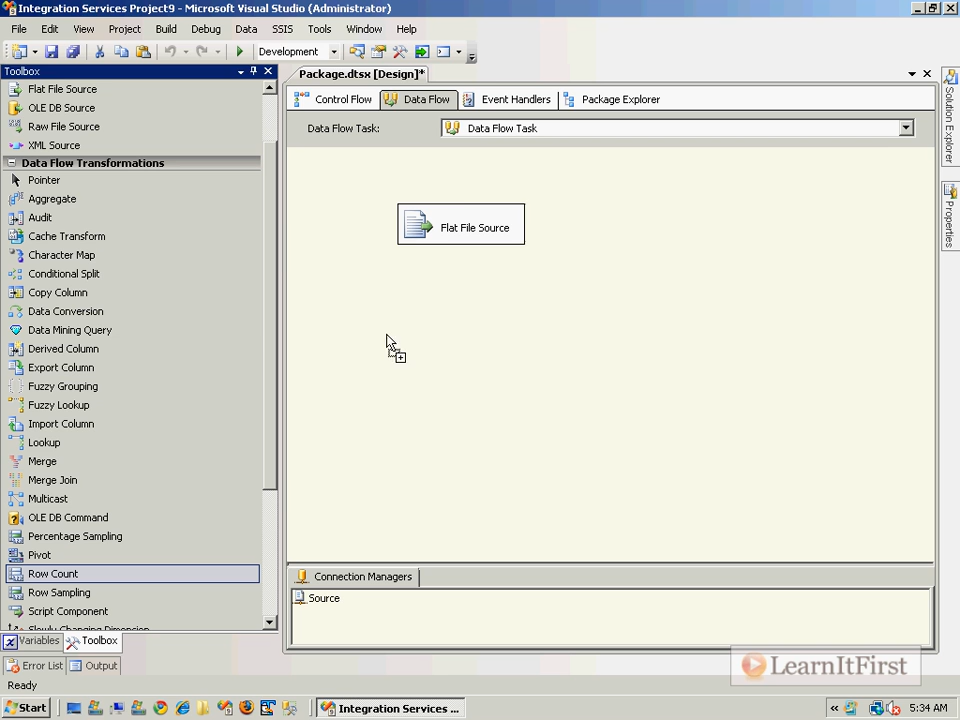 Integration Services Project9 - Microsoft Visual Studio (Administrator)
File Edit View Project Build Debug Data SSIS Tools Window Help
Development
Toolbox
Flat File Source
OLE DB Source
Raw File Source
XML Source
Data Flow Transformations
Pointer
Aggregate
Audit
Cache Transform
Character Map
Conditional Split
Copy Column
Data Conversion
Data Mining Query
Derived Column
Export Column
Fuzzy Grouping
Fuzzy Lookup
Import Column
Lookup
Merge
Merge Join
Multicast
OLE DB Command
Percentage Sampling
Pivot
Row Count
Row Sampling
Script Component
Slowly Changing Dimension
Variables Toolbox
Package.dtsx [Design]*
Control Flow Data Flow Event Handlers Package Explorer
Data Flow Task: Data Flow Task
Flat File Source
Connection Managers
Source
Solution Explorer
Properties
Error List Output
Ready
LearnItFirst
Start Integration Services ... « 5:34 AM